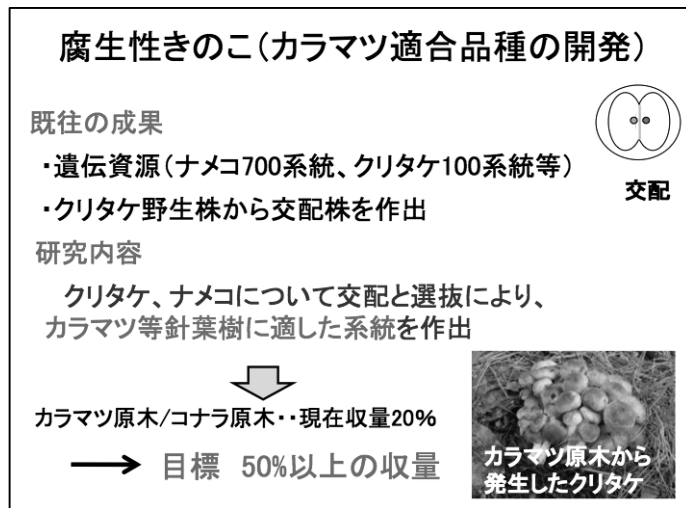 腐生性きのこ(カラマツ適合品種の開発)
既往の成果
・遺伝資源(ナメコ700系統、クリタケ100系統等)
・クリタケ野生株から交配株を作出
交配
研究内容
クリタケ、ナメコについて交配と選抜により、
カラマツ等針葉樹に適した系統を作出
カラマツ原木/コナラ原木・・現在収量20%
→ 目標 50%以上の収量
カラマツ原木から
発生したクリタケ